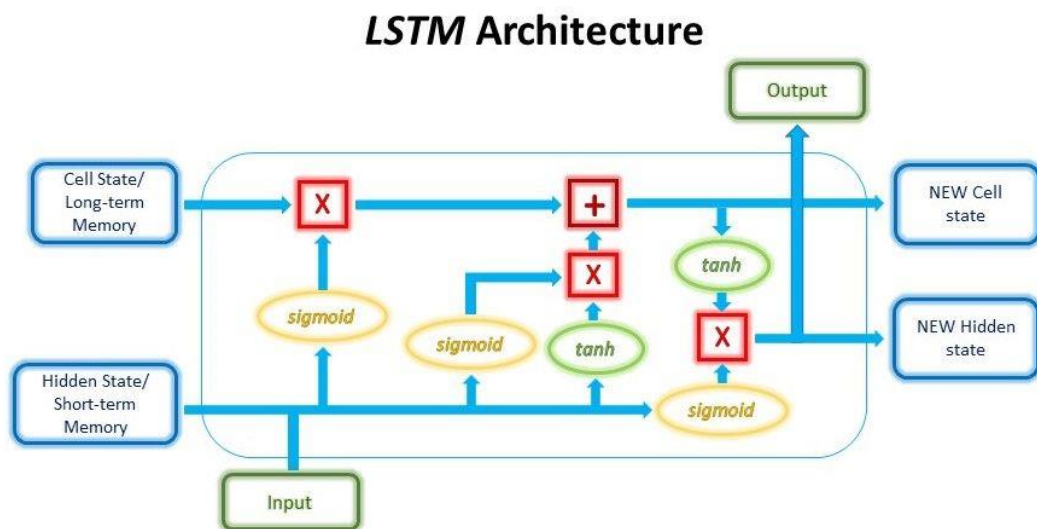 LSTM Architecture
Output
Cell State/
Long-term
Memory
X
+
NEW Cell
state
tanh
X
sigmoid
sigmoid
tanh
X
NEW Hidden
state
Hidden State/
Short-term
Memory
sigmoid
Input